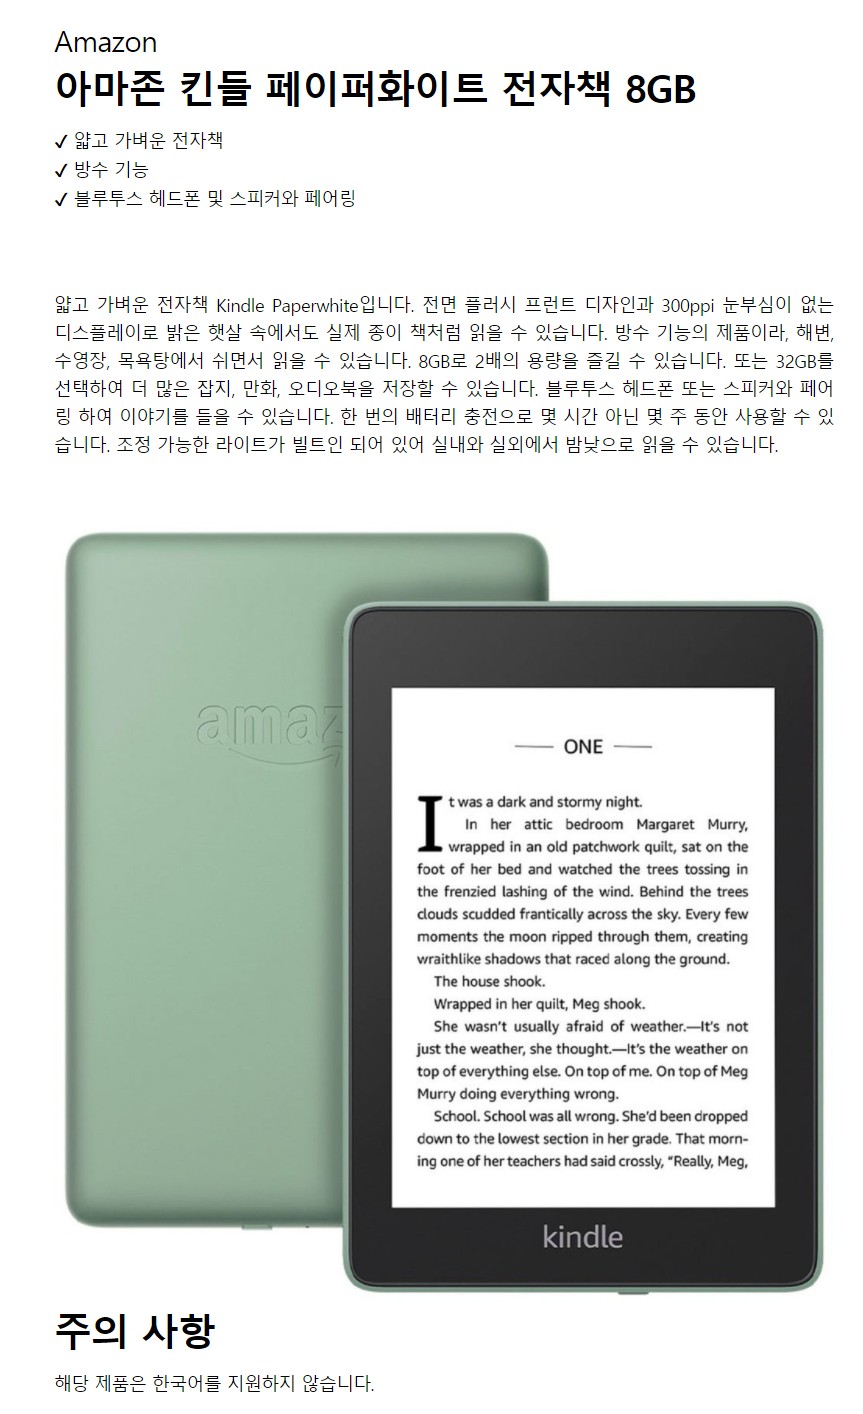 Amazon
아마존 킨들 페이퍼화이트 전자책 8GB
✓ 얇고 가벼운 전자책
✓ 방수 기능
✓ 블루투스 헤드폰 및 스피커와 페어링
얇고 가벼운 전자책 Kindle Paperwhite입니다. 전면 플러시 프런트 디자인과 300ppi 눈부심이 없는
디스플레이로 밝은 햇살 속에서도 실제 종이 책처럼 읽을 수 있습니다. 방수 기능의 제품이라, 해변,
수영장, 목욕탕에서 쉬면서 읽을 수 있습니다. 8GB로 2배의 용량을 즐길 수 있습니다. 또는 32GB를
선택하여 더 많은 잡지, 만화, 오디오북을 저장할 수 있습니다. 블루투스 헤드폰 또는 스피커와 페어
링 하여 이야기를 들을 수 있습니다. 한 번의 배터리 충전으로 몇 시간 아닌 몇 주 동안 사용할 수 있
습니다. 조정 가능한 라이트가 빌트인 되어 있어 실내와 실외에서 밤낮으로 읽을 수 있습니다.
amaz
ONE
It was a dark and stormy night.
In her attic bedroom Margaret Murry,
wrapped in an old patchwork quilt, sat on the
foot of her bed and watched the trees tossing in
the frenzied lashing of the wind. Behind the trees
clouds scudded frantically across the sky. Every few
moments the moon ripped through them, creating
wraithlike shadows that raced along the ground.
The house shook.
Wrapped in her quilt, Meg shook.
She wasn't usually afraid of weather.—It's not
just the weather, she thought.—It's the weather on
top of everything else. On top of me. On top of Meg
Murry doing everything wrong.
School. School was all wrong. She'd been dropped
down to the lowest section in her grade. That morn-
ing one of her teachers had said crossly, "Really, Meg,
kindle
주의 사항
해당 제품은 한국어를 지원하지 않습니다.